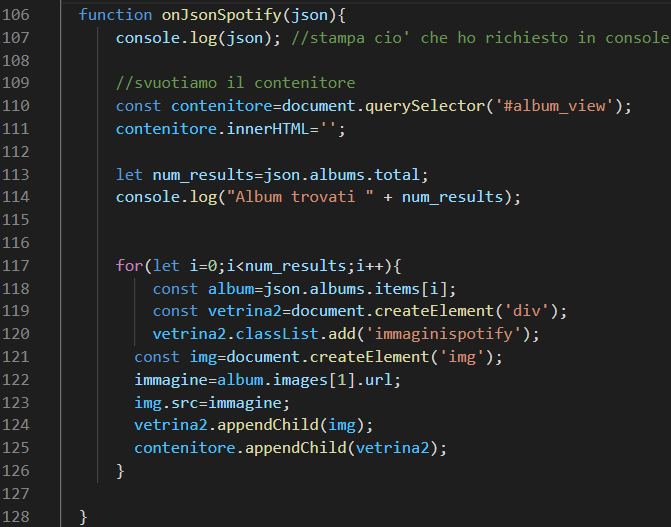 106 function onJsonSpotify(json){
107 console.log(json); //stampa cio' che ho richiesto in console
108
109 //svuotiamo il contenitore
110 const contenitore=document.querySelector('#album_view');
111 contenitore.innerHTML='';
112
113 let num_results=json.albums.total;
114 console.log("Album trovati " + num_results);
115
116
117 for(let i=0;i<num_results;i++){
118 const album=json.albums.items[i];
119 const vetrina2=document.createElement('div');
120 vetrina2.classList.add('immaginispotify');
121 const img=document.createElement('img');
122 immagine=album.images[1].url;
123 img.src=immagine;
124 vetrina2.appendChild(img);
125 contenitore.appendChild(vetrina2);
126 }
127
128 }